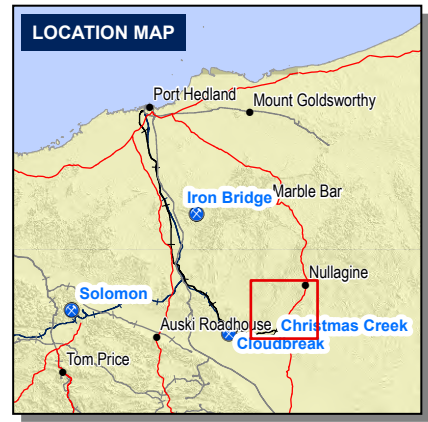 LOCATION MAP
Port Hedland
Mount Goldsworthy
Marble Bar
Iron Bridge
Nullagine
Solomon
Auski Roadhouse
Christmas Creek
Cloudbreak
Tom Price